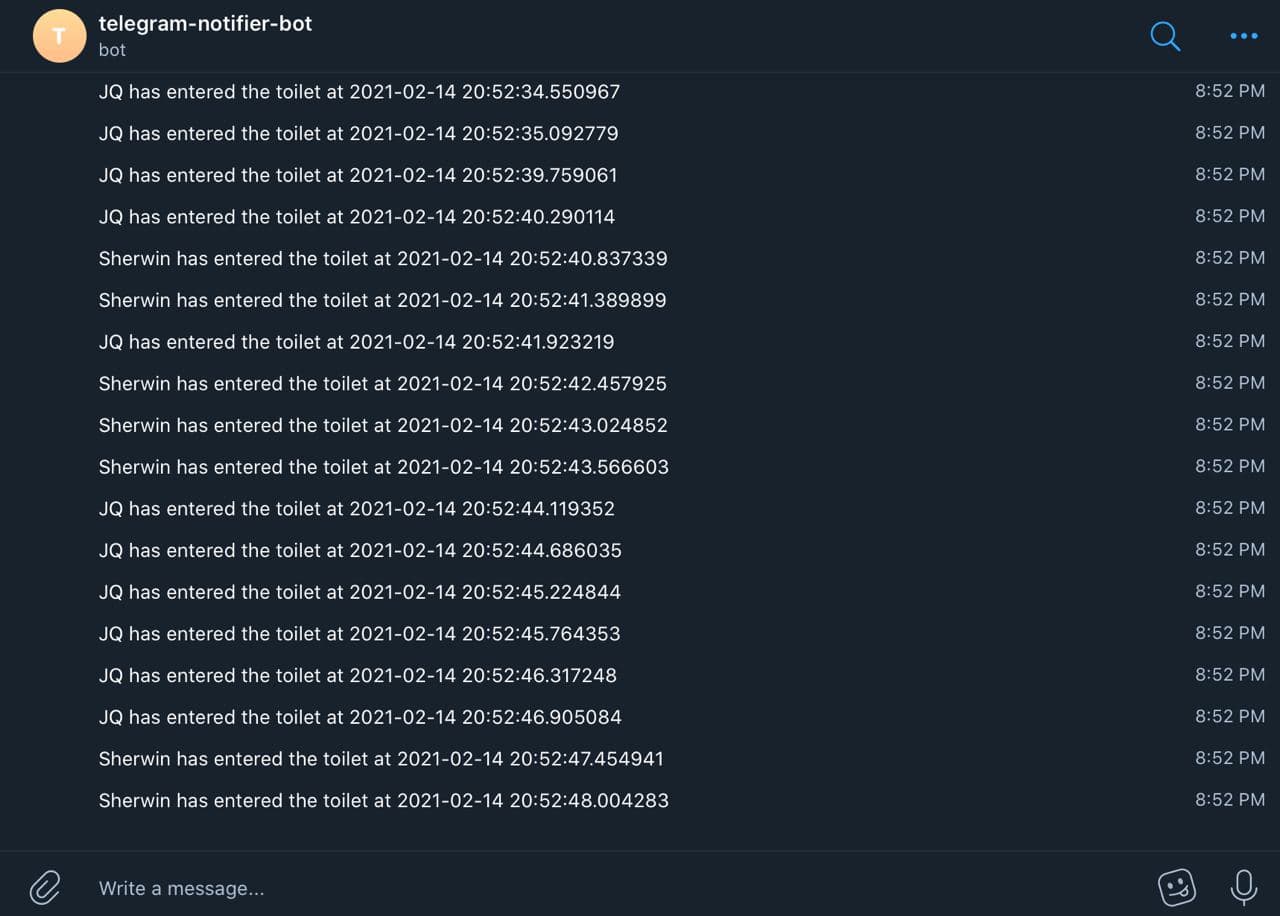 T
telegram-notifier-bot
bot
JQ has entered the toilet at 2021-02-14 20:52:34.550967 8:52 PM
JQ has entered the toilet at 2021-02-14 20:52:35.092779 8:52 PM
JQ has entered the toilet at 2021-02-14 20:52:39.759061 8:52 PM
JQ has entered the toilet at 2021-02-14 20:52:40.290114 8:52 PM
Sherwin has entered the toilet at 2021-02-14 20:52:40.837339 8:52 PM
Sherwin has entered the toilet at 2021-02-14 20:52:41.389899 8:52 PM
JQ has entered the toilet at 2021-02-14 20:52:41.923219 8:52 PM
Sherwin has entered the toilet at 2021-02-14 20:52:42.457925 8:52 PM
Sherwin has entered the toilet at 2021-02-14 20:52:43.024852 8:52 PM
Sherwin has entered the toilet at 2021-02-14 20:52:43.566603 8:52 PM
JQ has entered the toilet at 2021-02-14 20:52:44.119352 8:52 PM
JQ has entered the toilet at 2021-02-14 20:52:44.686035 8:52 PM
JQ has entered the toilet at 2021-02-14 20:52:45.224844 8:52 PM
JQ has entered the toilet at 2021-02-14 20:52:45.764353 8:52 PM
JQ has entered the toilet at 2021-02-14 20:52:46.317248 8:52 PM
JQ has entered the toilet at 2021-02-14 20:52:46.905084 8:52 PM
Sherwin has entered the toilet at 2021-02-14 20:52:47.454941 8:52 PM
Sherwin has entered the toilet at 2021-02-14 20:52:48.004283 8:52 PM
Write a message...